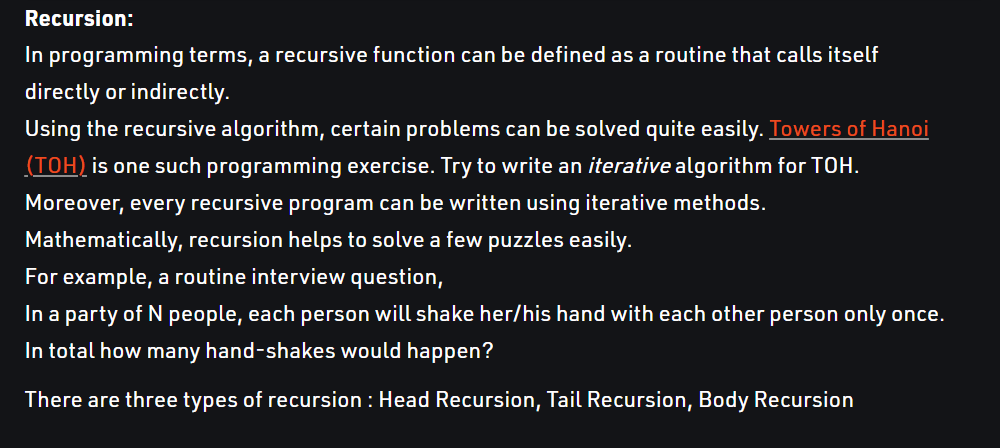 Recursion:
In programming terms, a recursive function can be defined as a routine that calls itself
directly or indirectly.
Using the recursive algorithm, certain problems can be solved quite easily. Towers of Hanoi
(TOH) is one such programming exercise. Try to write an iterative algorithm for TOH.
Moreover, every recursive program can be written using iterative methods.
Mathematically, recursion helps to solve a few puzzles easily.
For example, a routine interview question,
In a party of N people, each person will shake her/his hand with each other person only once.
In total how many hand-shakes would happen?
There are three types of recursion : Head Recursion, Tail Recursion, Body Recursion